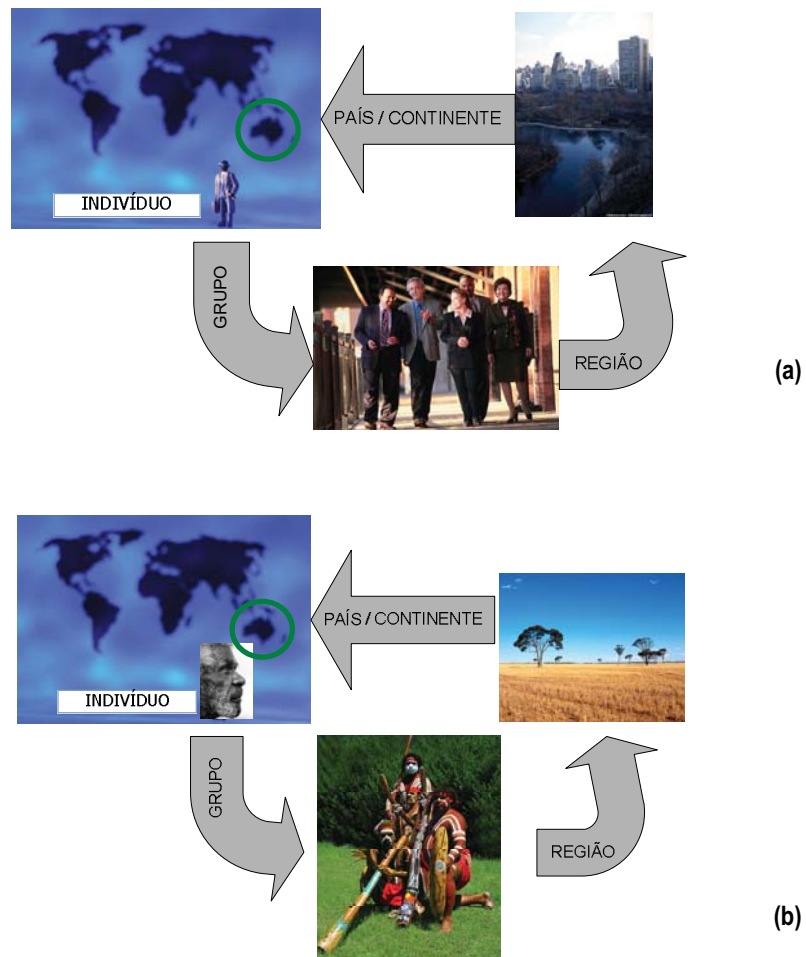 PAÍS / CONTINENTE
INDIVÍDUO
GRUPO
REGIÃO
(a)
PAÍS / CONTINENTE
INDIVÍDUO
GRUPO
REGIÃO
(b)